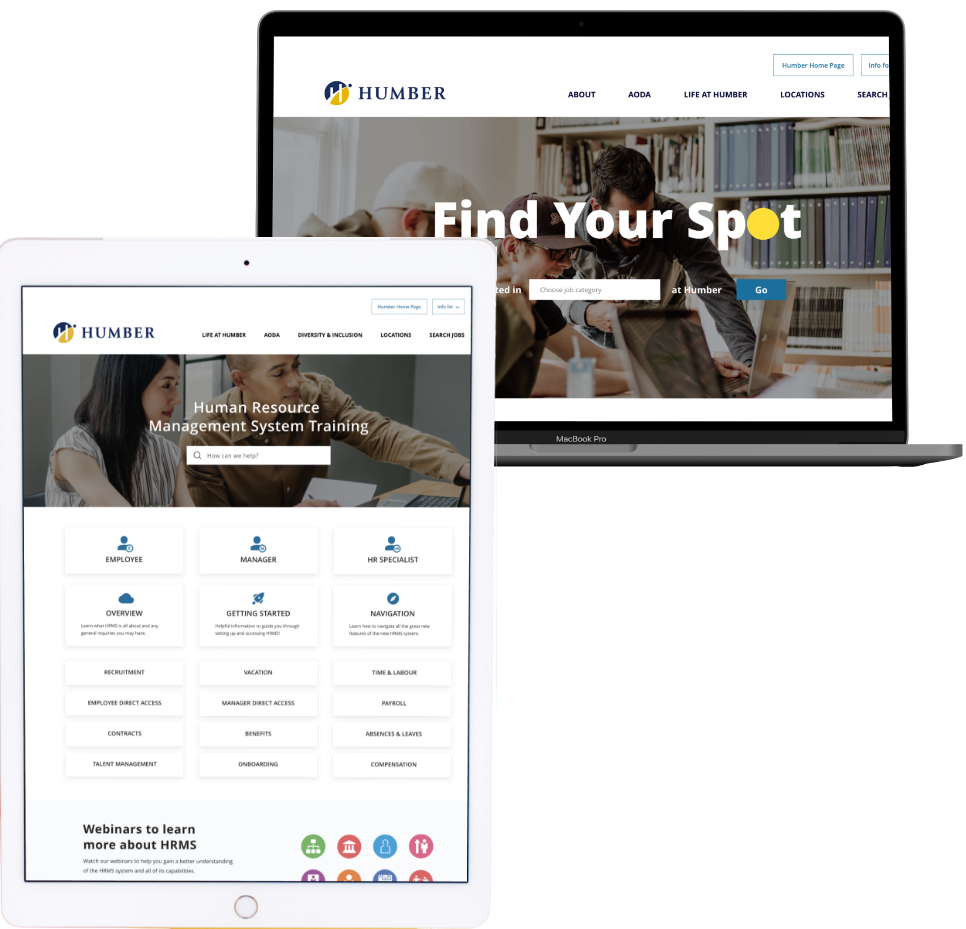 Humber Home Page
Info fo
HUMBER
ABOUT
AODA
LIFE AT HUMBER
LOCATIONS
SEARCH
Find Your Spot
ted in
Choose job category
at Humber
Go
MacBook Pro
Humber Home Page
Info for
HUMBER
LIFE AT HUMBER
AODA
DIVERSITY & INCLUSION
LOCATIONS
SEARCH JOBS
Human Resource
Management System Training
How can we help?
EMPLOYEE
MANAGER
HR SPECIALIST
OVERVIEW
Learn what HRMS is all about and any
general inquiries you may have.
GETTING STARTED
Helpful information to guide you through
setting up and accessing HRMS!
NAVIGATION
Learn how to navigate all the great new
features of the new HRMS system.
RECRUITMENT
VACATION
TIME & LABOUR
EMPLOYEE DIRECT ACCESS
MANAGER DIRECT ACCESS
PAYROLL
CONTRACTS
BENEFITS
ABSENCES & LEAVES
TALENT MANAGEMENT
ONBOARDING
COMPENSATION
Webinars to learn
more about HRMS
Watch our webinars to help you gain a better understanding
of the HRMS system and all of its capabilities.